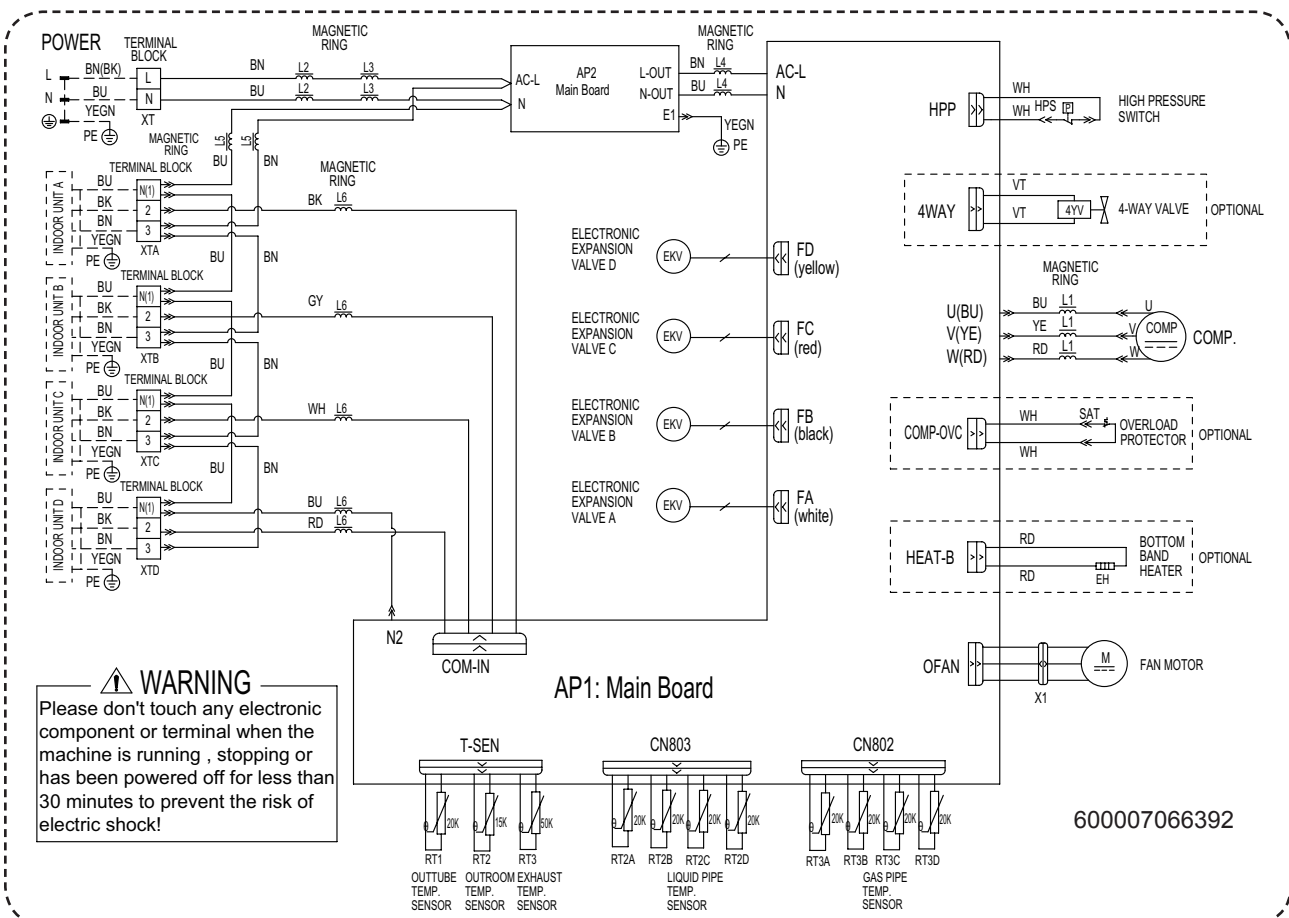 POWER
TERMINAL
BLOCK
L
BN(BK)
L
N
BU
N
YEGN
PE
XT
MAGNETIC
RING
BN
L2
L3
BU
L2
L3
AC-L
N
AP2
Main Board
L-OUT
N-OUT
E1
MAGNETIC
RING
BN
L4
BU
L4
YEGN
PE
AC-L
N
MAGNETIC
RING
L5
L5
BU
BN
INDOOR UNIT A
TERMINAL BLOCK
BU
BK
BN
YEGN
PE
N(1)
2
3
XTA
MAGNETIC
RING
BK
L6
BU
BN
INDOOR UNIT B
TERMINAL BLOCK
BU
BK
BN
YEGN
PE
N(1)
2
3
XTB
GY
L6
BU
BN
INDOOR UNIT C
TERMINAL BLOCK
BU
BK
BN
YEGN
PE
N(1)
2
3
XTC
WH
L6
BU
BN
INDOOR UNIT D
TERMINAL BLOCK
BU
BK
BN
YEGN
PE
N(1)
2
3
XTD
BU
L6
RD
L6
N2
COM-IN
ELECTRONIC
EXPANSION
VALVE D
EKV
FD
(yellow)
ELECTRONIC
EXPANSION
VALVE C
EKV
FC
(red)
ELECTRONIC
EXPANSION
VALVE B
EKV
FB
(black)
ELECTRONIC
EXPANSION
VALVE A
EKV
FA
(white)
HPP
WH
WH
HPS
P
HIGH PRESSURE
SWITCH
4WAY
VT
VT
4YV
4-WAY VALVE
OPTIONAL
MAGNETIC
RING
U(BU)
BU
L1
U
V(YE)
YE
L1
V
W(RD)
RD
L1
W
COMP
COMP.
COMP-OVC
WH
WH
SAT
OVERLOAD
PROTECTOR
OPTIONAL
HEAT-B
RD
RD
EH
BOTTOM
BAND
HEATER
OPTIONAL
OFAN
X1
M
FAN MOTOR
AP1: Main Board
WARNING
Please don't touch any electronic
component or terminal when the
machine is running , stopping or
has been powered off for less than
30 minutes to prevent the risk of
electric shock!
T-SEN
θ
20K
θ
15K
θ
50K
RT1
RT2
RT3
OUTTUBE
TEMP.
SENSOR
OUTROOM
TEMP.
SENSOR
EXHAUST
TEMP.
SENSOR
CN803
θ
20K
θ
20K
θ
20K
θ
20K
RT2A
RT2B
RT2C
RT2D
LIQUID PIPE
TEMP.
SENSOR
CN802
θ
20K
θ
20K
θ
20K
θ
20K
RT3A
RT3B
RT3C
RT3D
GAS PIPE
TEMP.
SENSOR
600007066392